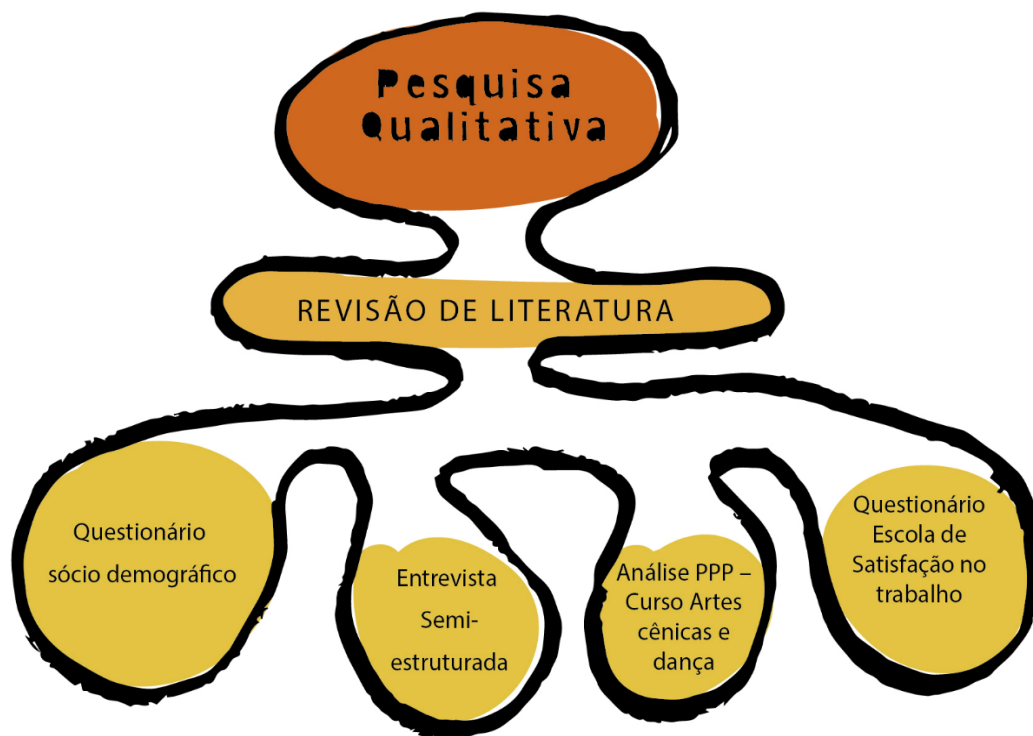 Pesquisa
Qualitativa
REVISÃO DE LITERATURA
Questionário
sócio demográfico
Entrevista
Semi-
estruturada
Análise PPP –
Curso Artes
cênicas e
dança
Questionário
Escola de
Satisfação no
trabalho